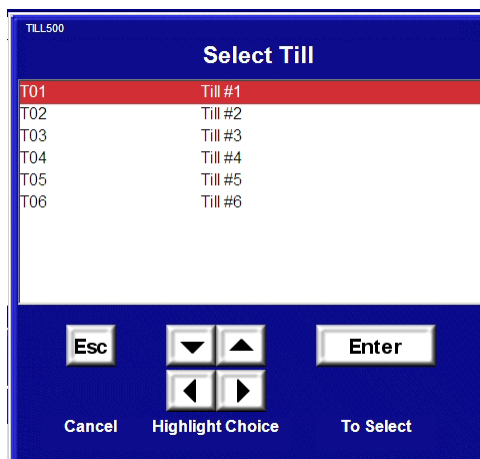 TILL500
Select Till
T01 Till #1
T02 Till #2
T03 Till #3
T04 Till #4
T05 Till #5
T06 Till #6
Esc Enter
Cancel Highlight Choice To Select